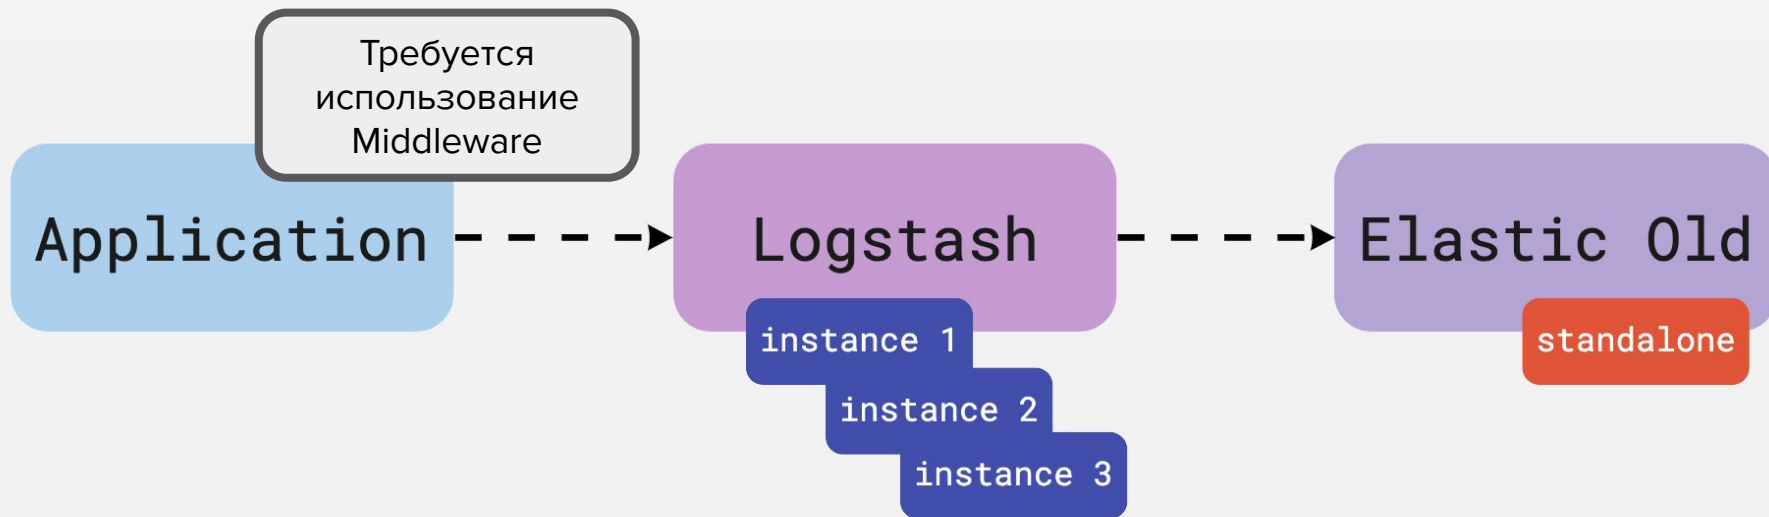 Требуется
использование
Middleware
Application
Logstash
Elastic Old
instance 1
standalone
instance 2
instance 3